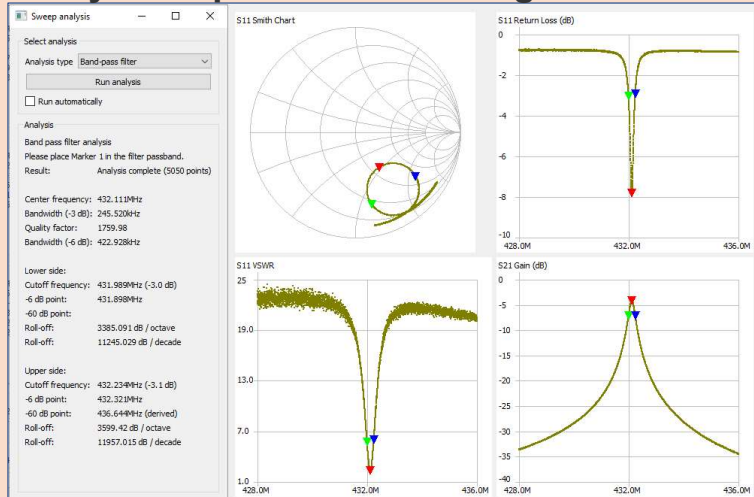 Sweep analysis
Select analysis
Analysis type Band-pass filter
Run analysis
Run automatically
Analysis
Band pass filter analysis
Please place Marker 1 in the filter passband.
Result: Analysis complete (5050 points)
Center frequency: 432.111MHz
Bandwidth (-3 dB): 245.520kHz
Quality factor: 1759.98
Bandwidth (-6 dB): 422.928kHz
Lower side:
Cutoff frequency: 431.989MHz (-3.0 dB)
-6 dB point: 431.898MHz
-60 dB point:
Roll-off: 3385.091 dB / octave
Roll-off: 11245.029 dB / decade
Upper side:
Cutoff frequency: 432.234MHz (-3.1 dB)
-6 dB point: 432.321MHz
-60 dB point: 436.644MHz (derived)
Roll-off: 3599.42 dB / octave
Roll-off: 11957.015 dB / decade
S11 Smith Chart
S11 Return Loss (dB)
0
-2
-4
-6
-8
-10
428.0M 432.0M 436.0M
S11 VSWR
25
19.0
13.0
7.0
1.0
428.0M 432.0M 436.0M
S21 Gain (dB)
0
-5
-10
-15
-20
-25
-30
-35
-40
428.0M 432.0M 436.0M